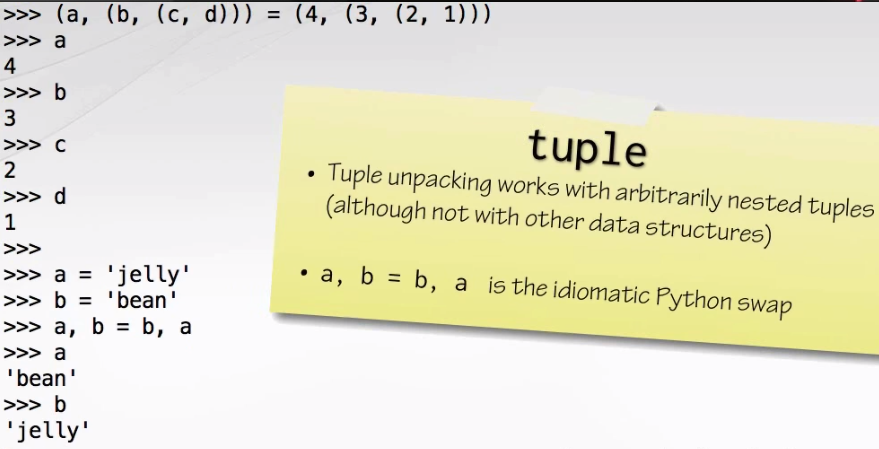 >>> (a, (b, (c, d))) = (4, (3, (2, 1)))
>>> a
4
>>> b
3
>>> c
2
>>> d
1
>>>
>>> a = 'jelly'
>>> b = 'bean'
>>> a, b = b, a
>>> a
'bean'
>>> b
'jelly'
tuple
• Tuple unpacking works with arbitrarily nested tuples
(although not with other data structures)
• a, b = b, a is the idiomatic Python swap